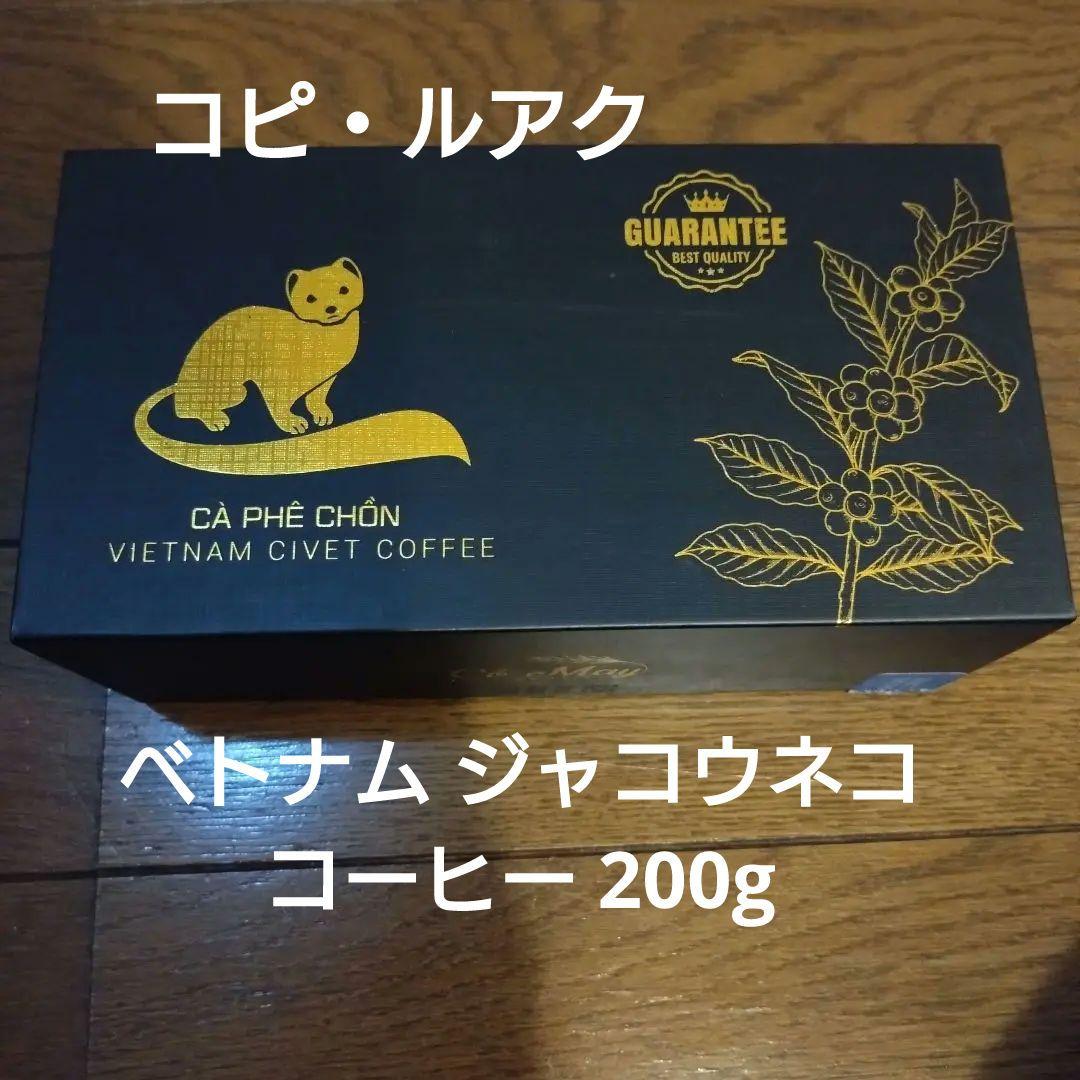 コピ・ルアク
GUARANTEE
BEST QUALITY
CÀ PHÊ CHỒN
VIETNAM CIVET COFFEE
May
ベトナム ジャコウネコ
コーヒー 200g